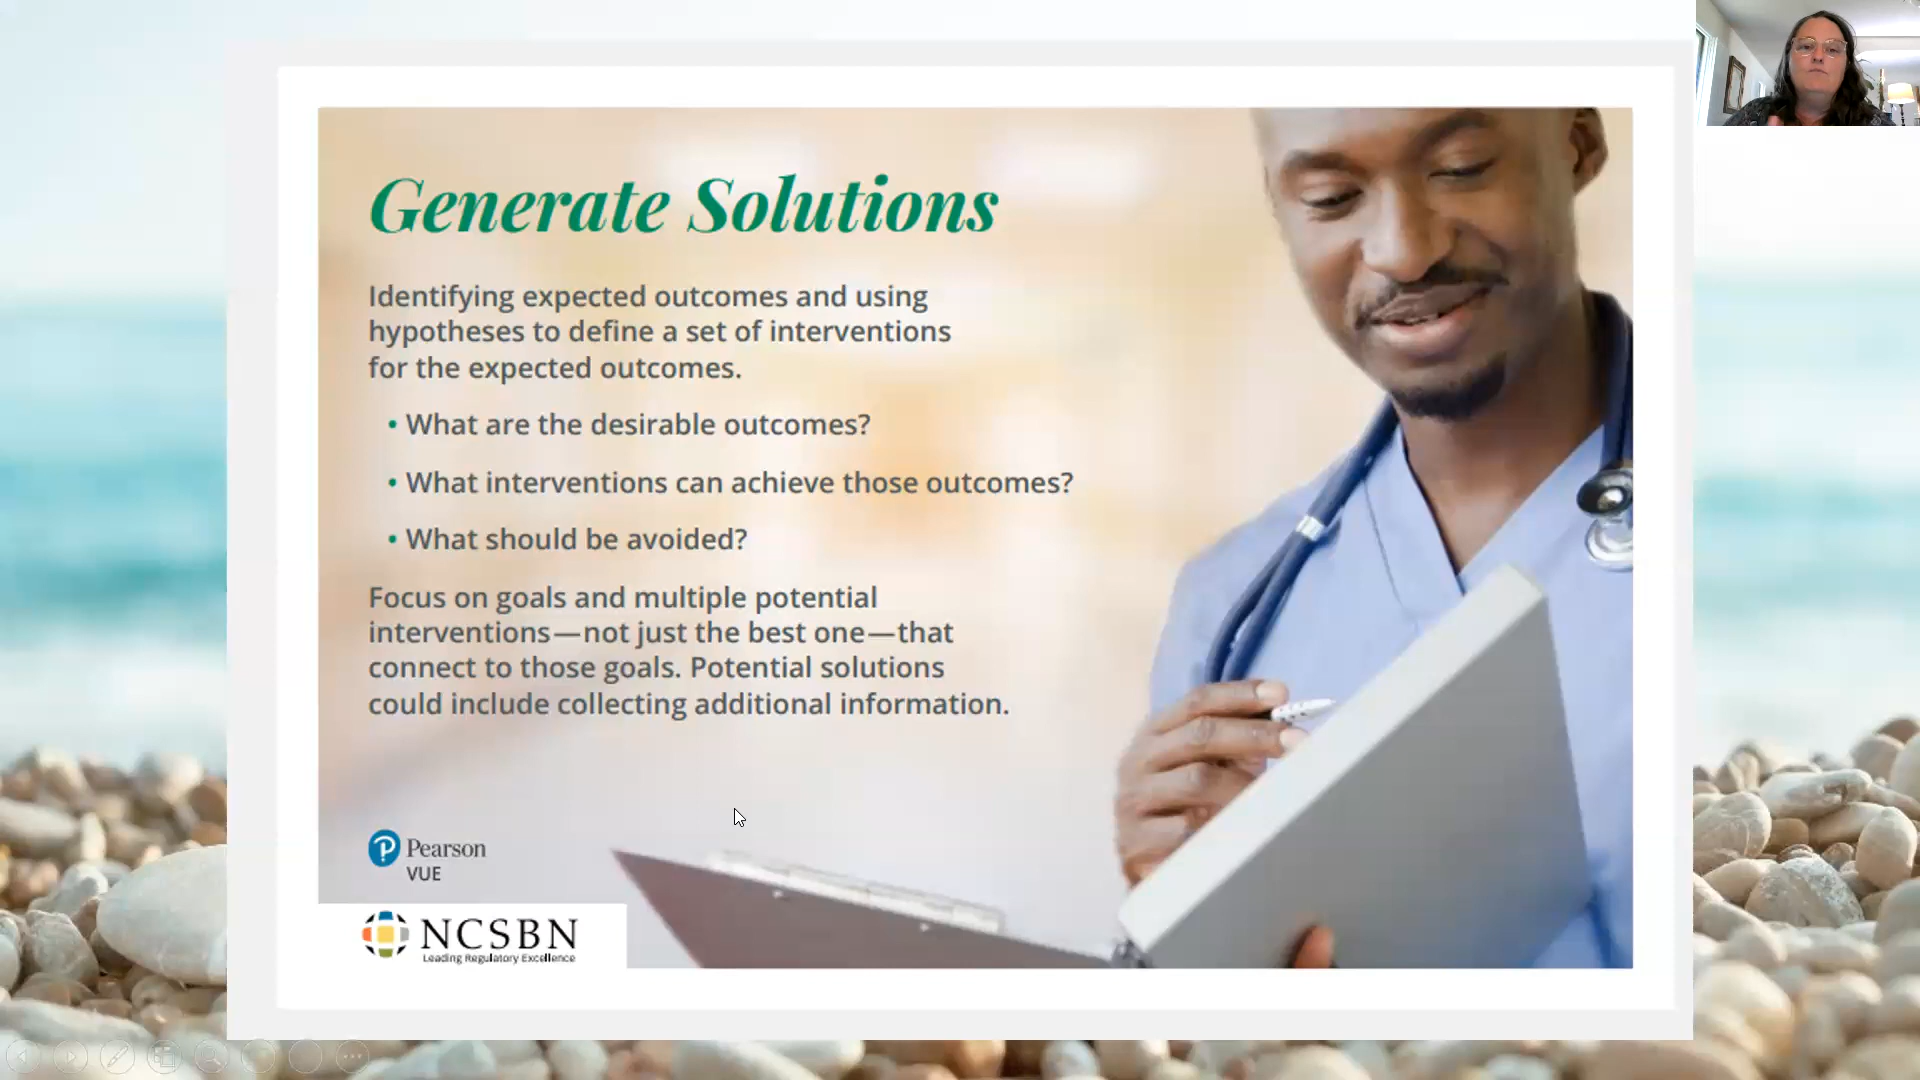 Generate Solutions
Identifying expected outcomes and using
hypotheses to define a set of interventions
for the expected outcomes.
• What are the desirable outcomes?
• What interventions can achieve those outcomes?
• What should be avoided?
Focus on goals and multiple potential
interventions—not just the best one—that
connect to those goals. Potential solutions
could include collecting additional information.
Pearson
VUE
NCSBN
Leading Regulatory Excellence